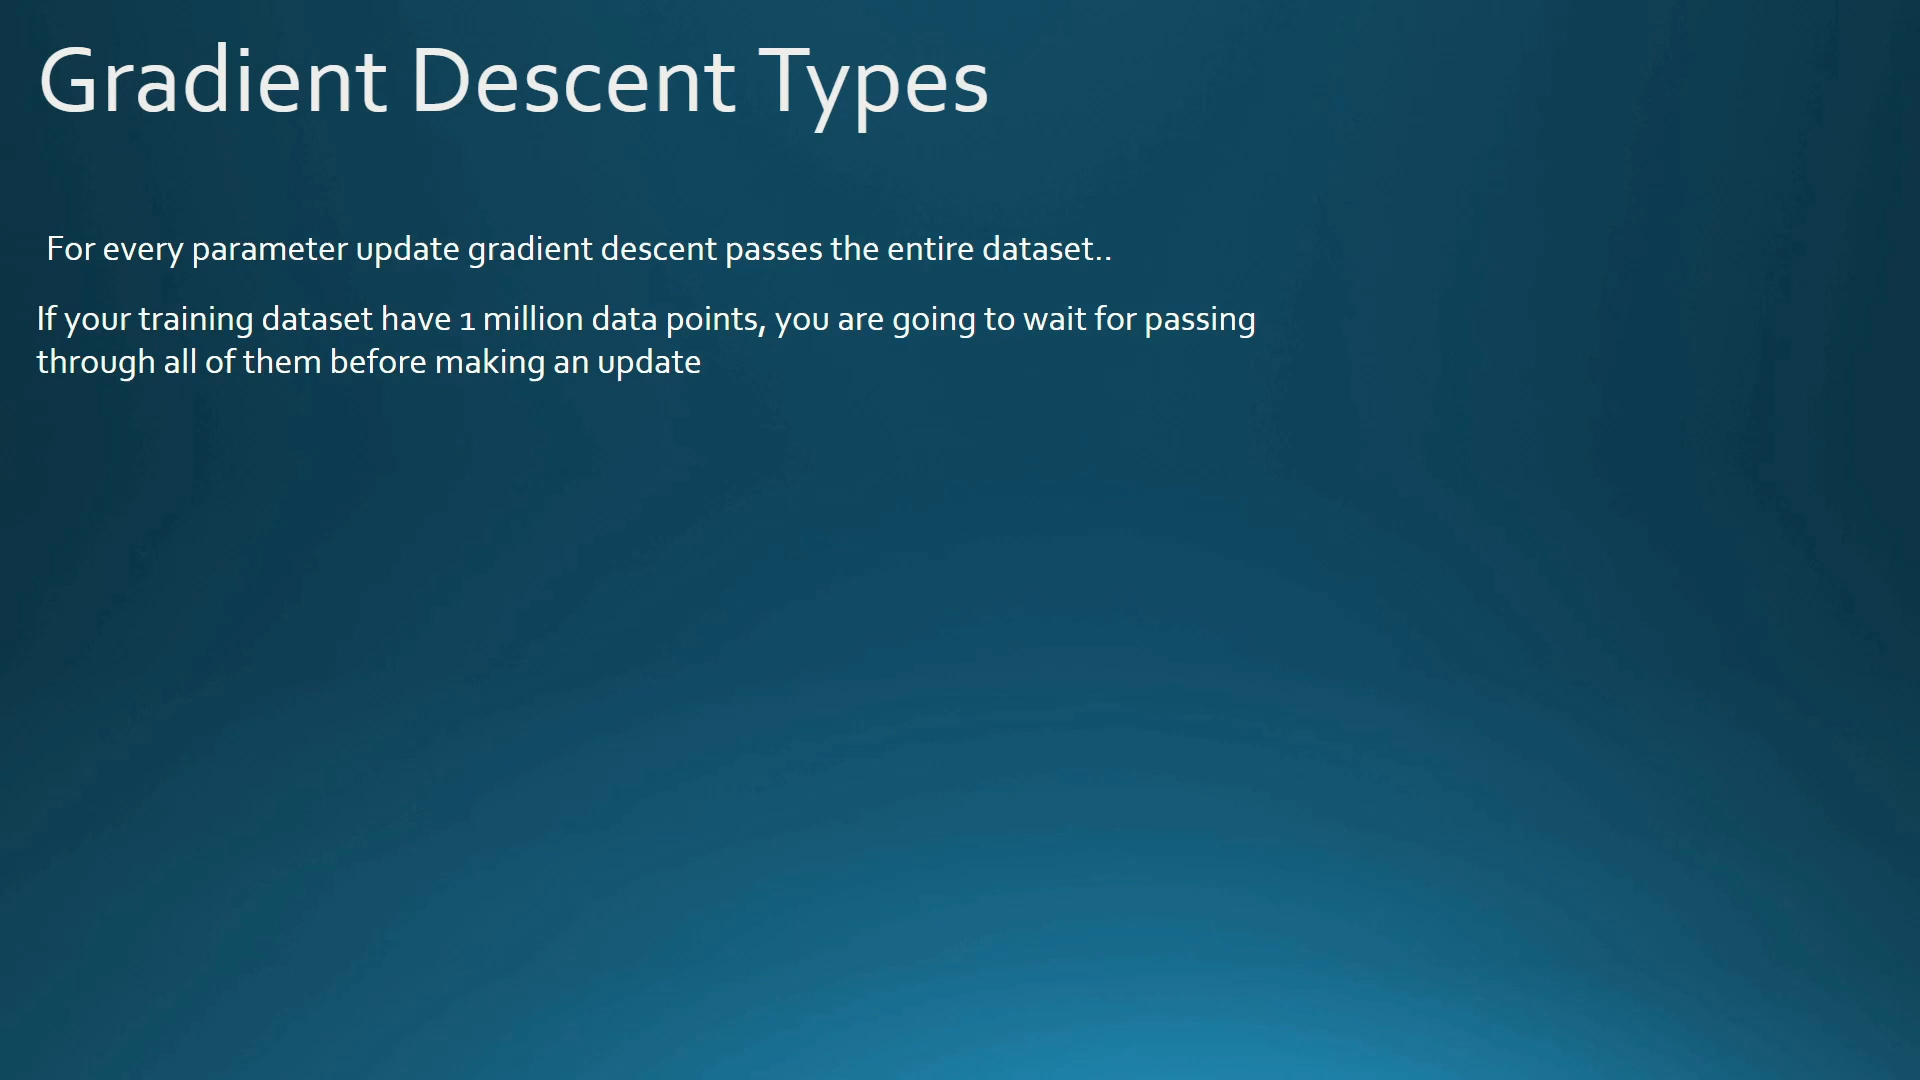 Gradient Descent Types
For every parameter update gradient descent passes the entire dataset..
If your training dataset have 1 million data points, you are going to wait for passing
through all of them before making an update